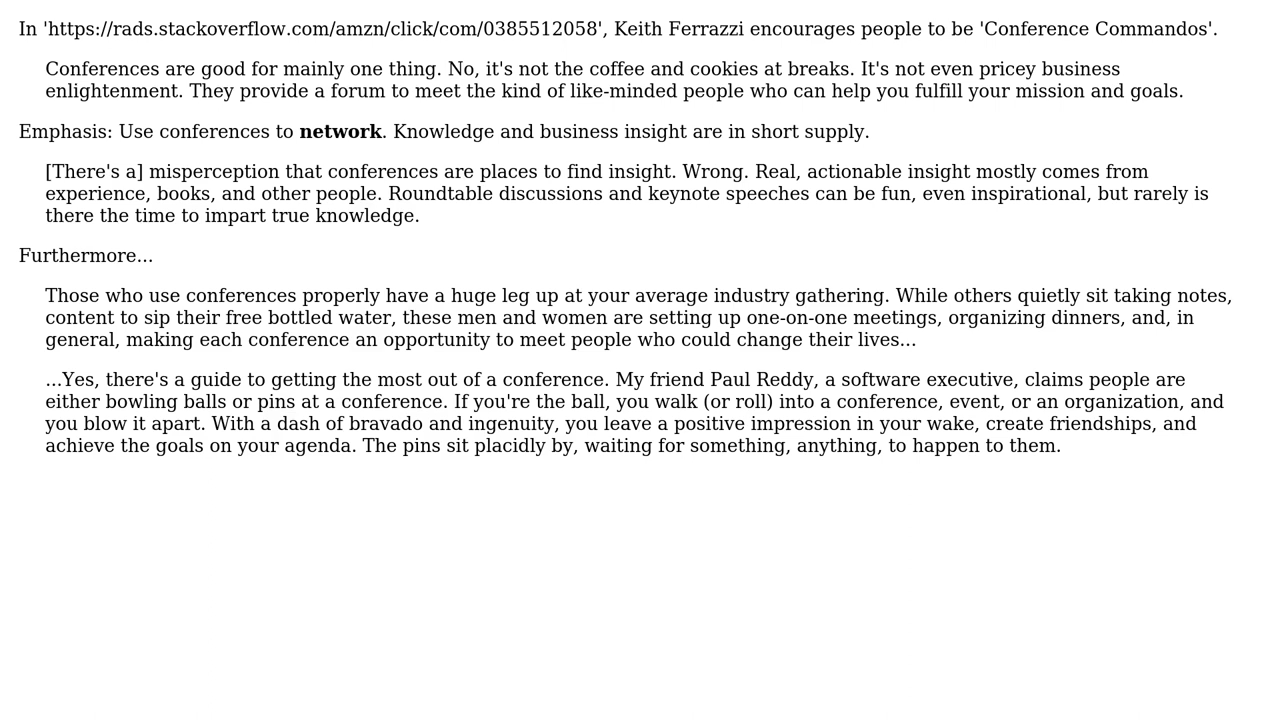 In 'https://rads.stackoverflow.com/amzn/click/com/0385512058', Keith Ferrazzi encourages people to be 'Conference Commandos'.
Conferences are good for mainly one thing. No, it's not the coffee and cookies at breaks. It's not even pricey business
enlightenment. They provide a forum to meet the kind of like-minded people who can help you fulfill your mission and goals.
Emphasis: Use conferences to network. Knowledge and business insight are in short supply.
[There's a] misperception that conferences are places to find insight. Wrong. Real, actionable insight mostly comes from
experience, books, and other people. Roundtable discussions and keynote speeches can be fun, even inspirational, but rarely is
there the time to impart true knowledge.
Furthermore...
Those who use conferences properly have a huge leg up at your average industry gathering. While others quietly sit taking notes,
content to sip their free bottled water, these men and women are setting up one-on-one meetings, organizing dinners, and, in
general, making each conference an opportunity to meet people who could change their lives...
...Yes, there's a guide to getting the most out of a conference. My friend Paul Reddy, a software executive, claims people are
either bowling balls or pins at a conference. If you're the ball, you walk (or roll) into a conference, event, or an organization, and
you blow it apart. With a dash of bravado and ingenuity, you leave a positive impression in your wake, create friendships, and
achieve the goals on your agenda. The pins sit placidly by, waiting for something, anything, to happen to them.